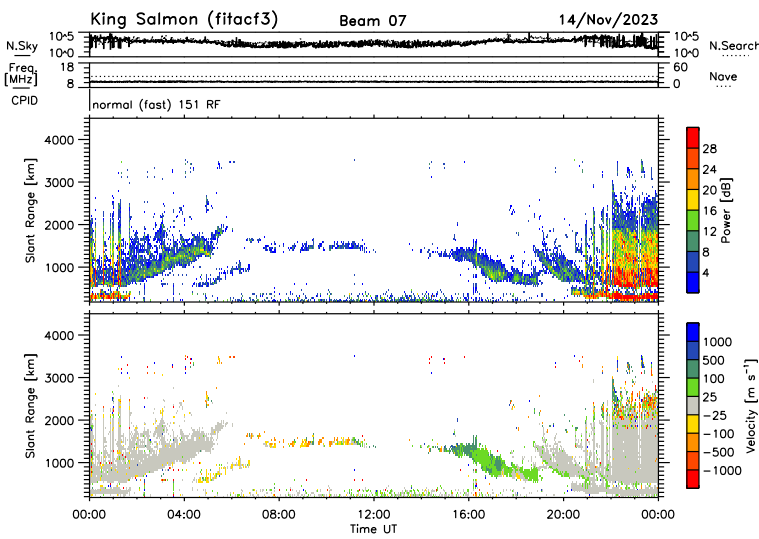 King Salmon (fitacf3) Beam 07 14/Nov/2023
N.Sky 10^5 10^0 10^5 10^0 N.Search
Freq. [MHz] 18 8 60 0 Nave
CPID normal (fast) 151 RF
Slant Range [km] 4000 3000 2000 1000
Power [dB] 28 24 20 16 12 8 4
Slant Range [km] 4000 3000 2000 1000
Velocity [m s^-1] 1000 500 100 25 -25 -100 -500 -1000
00:00 04:00 08:00 12:00 16:00 20:00 00:00
Time UT